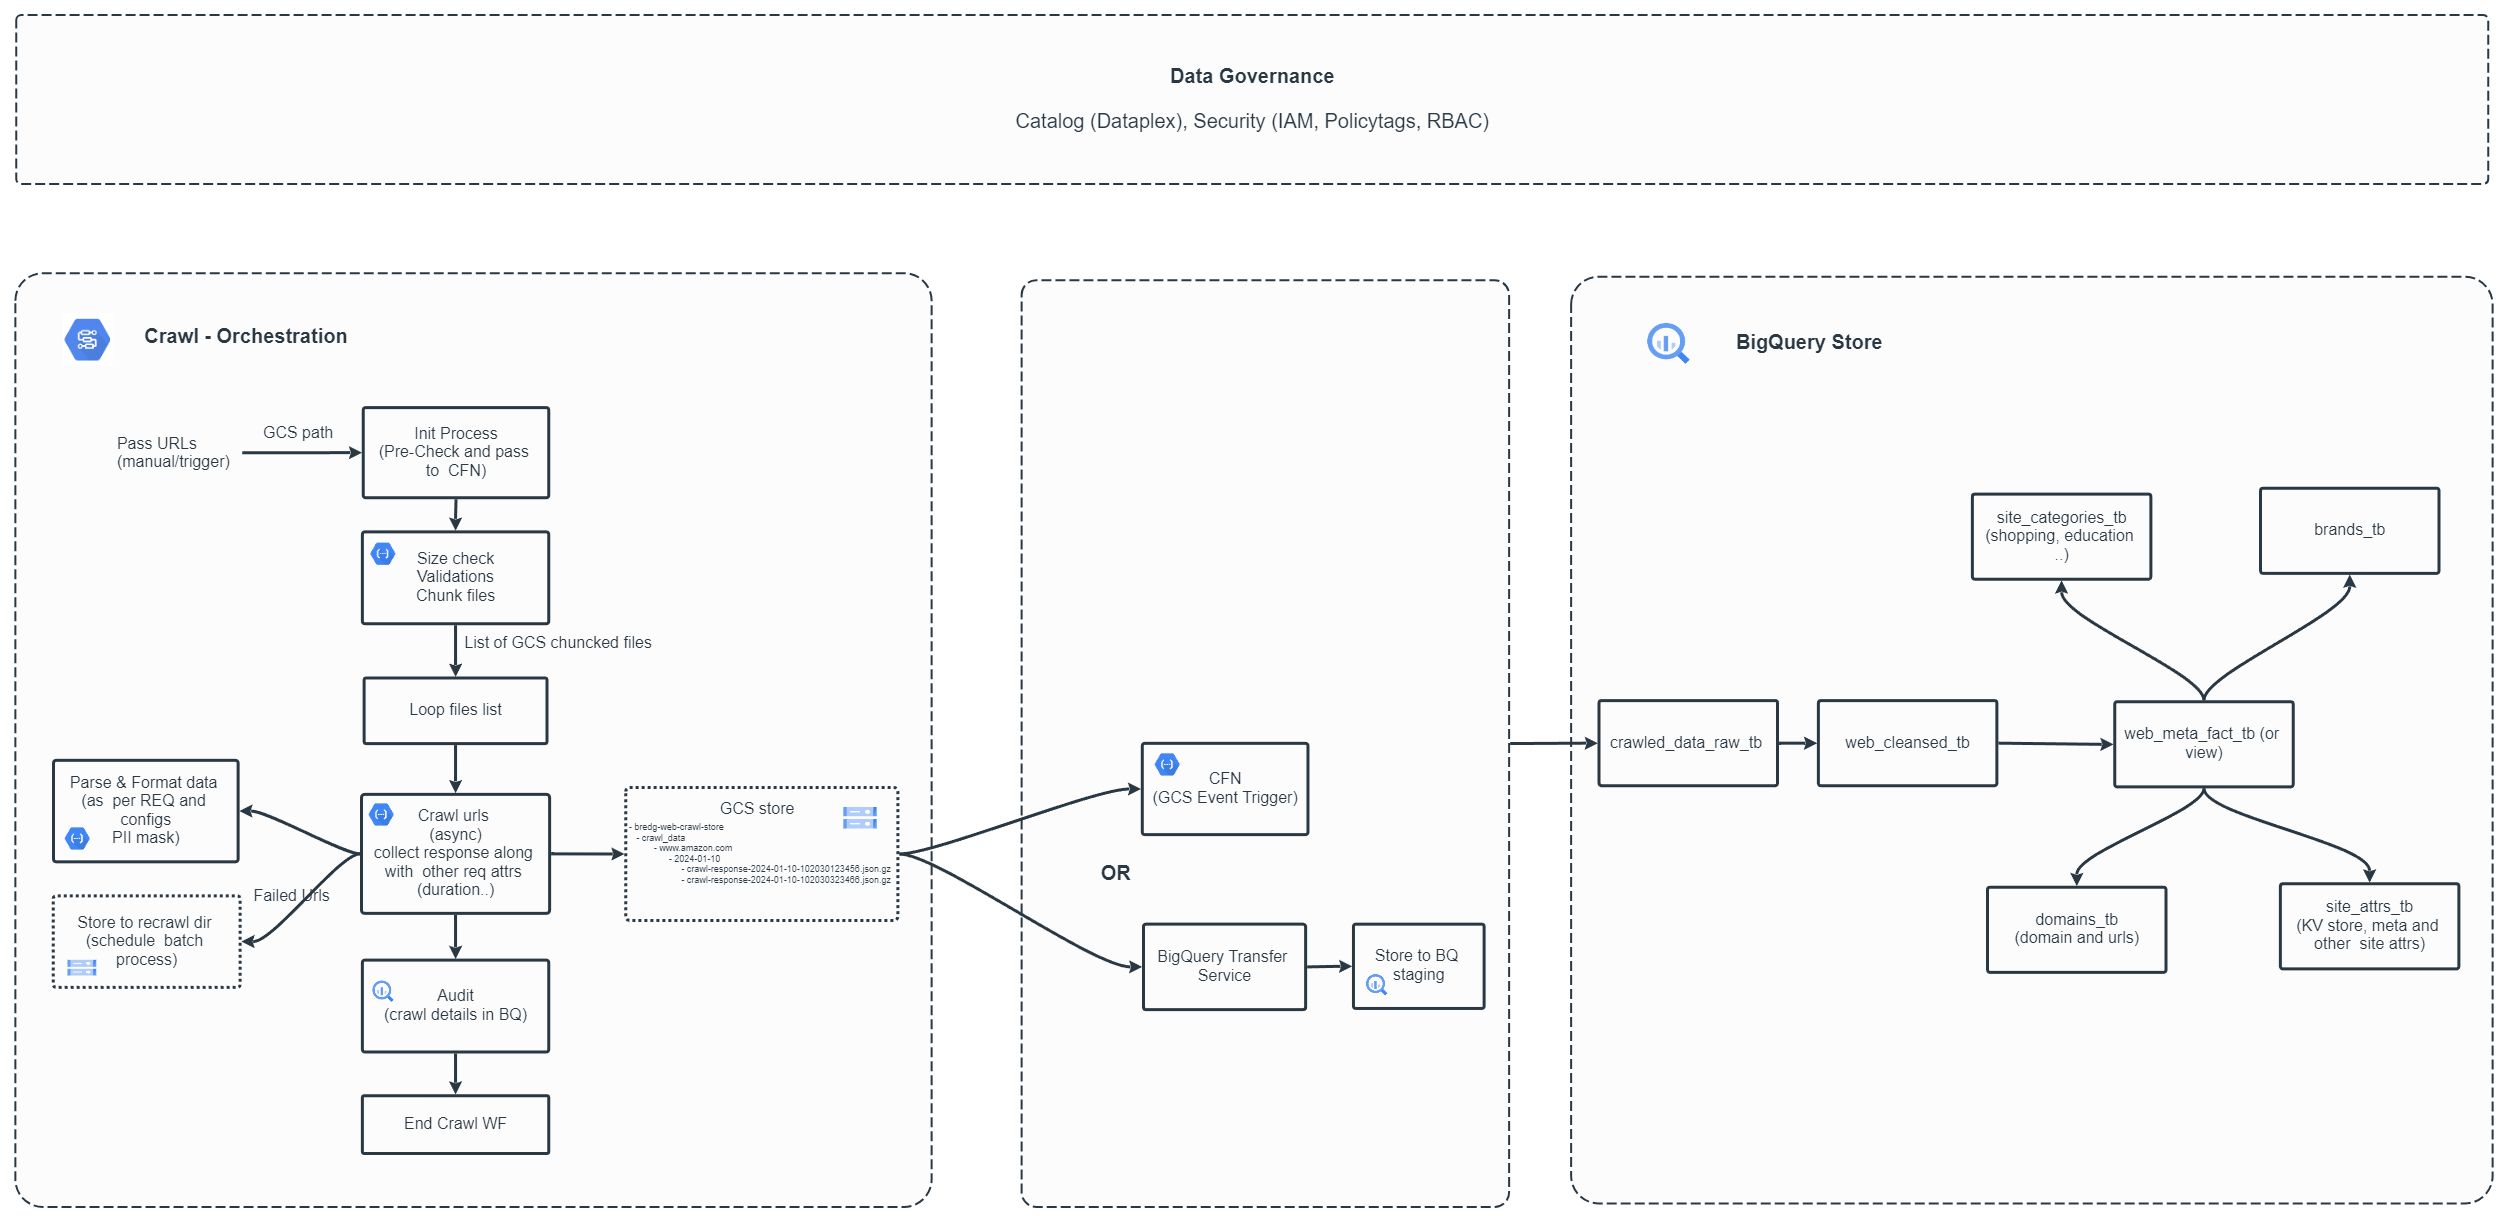 Data Governance
Catalog (Dataplex), Security (IAM, Policytags, RBAC)
Crawl - Orchestration
Pass URLs
(manual/trigger)
GCS path
Init Process
(Pre-Check and pass
to CFN)
Size check
Validations
Chunk files
List of GCS chuncked files
Loop files list
Parse & Format data
(as per REQ and
configs
PII mask)
Crawl urls
(async)
collect response along
with other req attrs
(duration..)
Failed Urls
Store to recrawl dir
(schedule batch
process)
GCS store
- bredg-web-crawl-store
- crawl_data
- www.amazon.com
- 2024-01-10
- crawl-response-2024-01-10-102030123456.json.gz
- crawl-response-2024-01-10-102030323466.json.gz
Audit
(crawl details in BQ)
End Crawl WF
CFN
(GCS Event Trigger)
OR
BigQuery Transfer
Service
Store to BQ
staging
BigQuery Store
crawled_data_raw_tb
web_cleansed_tb
web_meta_fact_tb (or
view)
site_categories_tb
(shopping, education
..)
brands_tb
domains_tb
(domain and urls)
site_attrs_tb
(KV store, meta and
other site attrs)